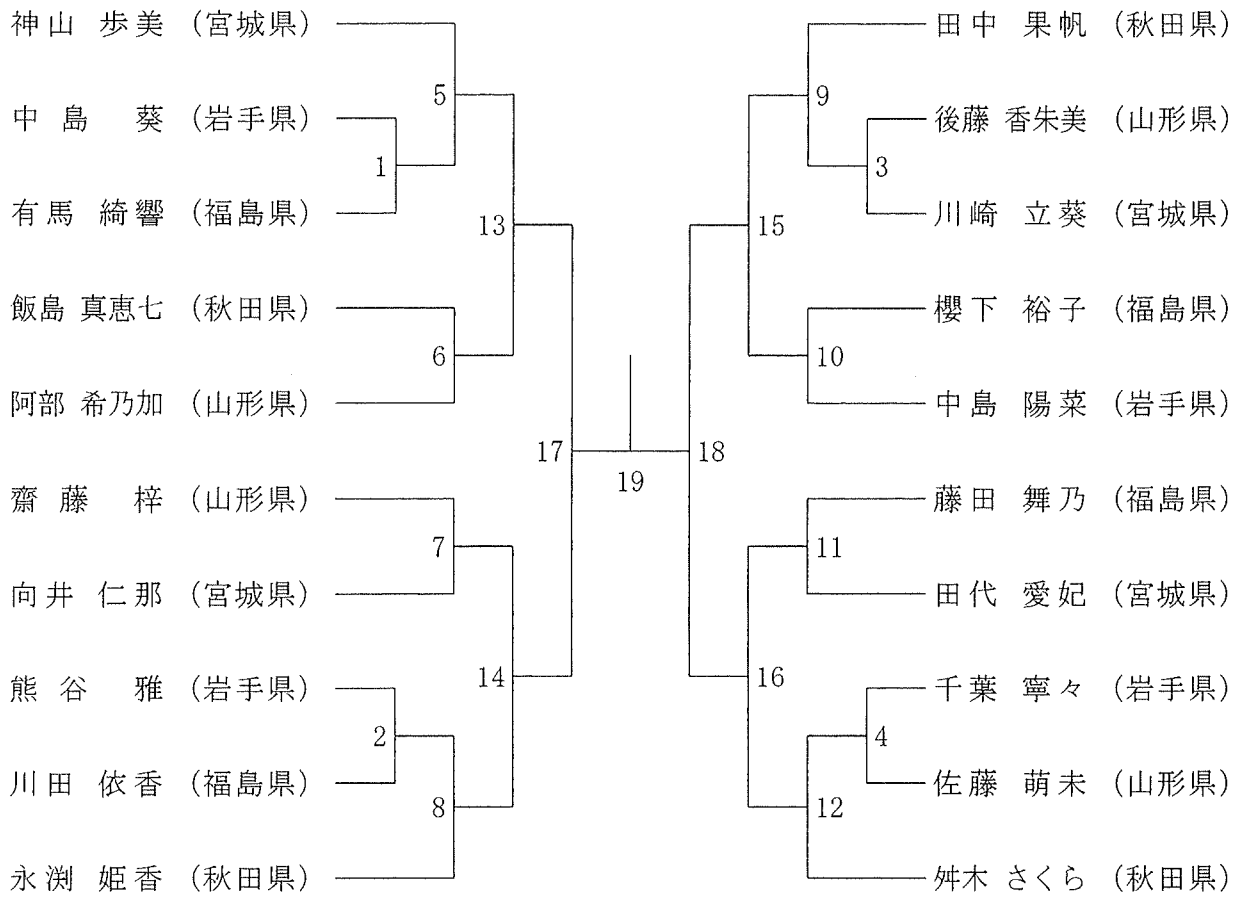 神山 歩美 (宮城県)
中島 葵 (岩手県)
有馬 綺響 (福島県)
飯島 真恵七 (秋田県)
阿部 希乃加 (山形県)
齋藤 梓 (山形県)
向井 仁那 (宮城県)
熊谷 雅 (岩手県)
川田 依香 (福島県)
永渕 姫香 (秋田県)
5
1
13
6
17
7
14
2
8
19
9
3
15
10
18
11
16
4
12
田中 果帆 (秋田県)
後藤 香朱美 (山形県)
川崎 立葵 (宮城県)
櫻下 裕子 (福島県)
中島 陽菜 (岩手県)
藤田 舞乃 (福島県)
田代 愛妃 (宮城県)
千葉 寧々 (岩手県)
佐藤 萌未 (山形県)
舛木 さくら (秋田県)